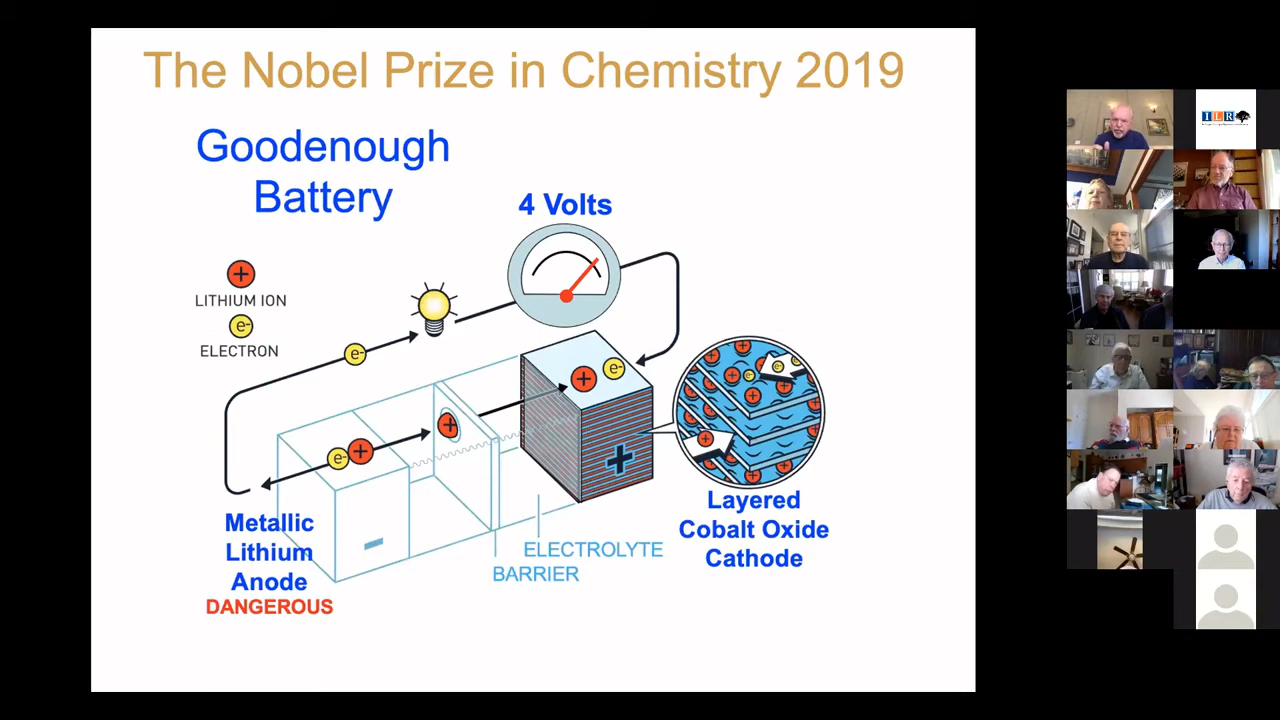 The Nobel Prize in Chemistry 2019
Goodenough
Battery
4 Volts
+
LITHIUM ION
e-
ELECTRON
e-
e-
+
+
+
e-
+
Metallic
Lithium
Anode
DANGEROUS
ELECTROLYTE
BARRIER
Layered
Cobalt Oxide
Cathode
ILR